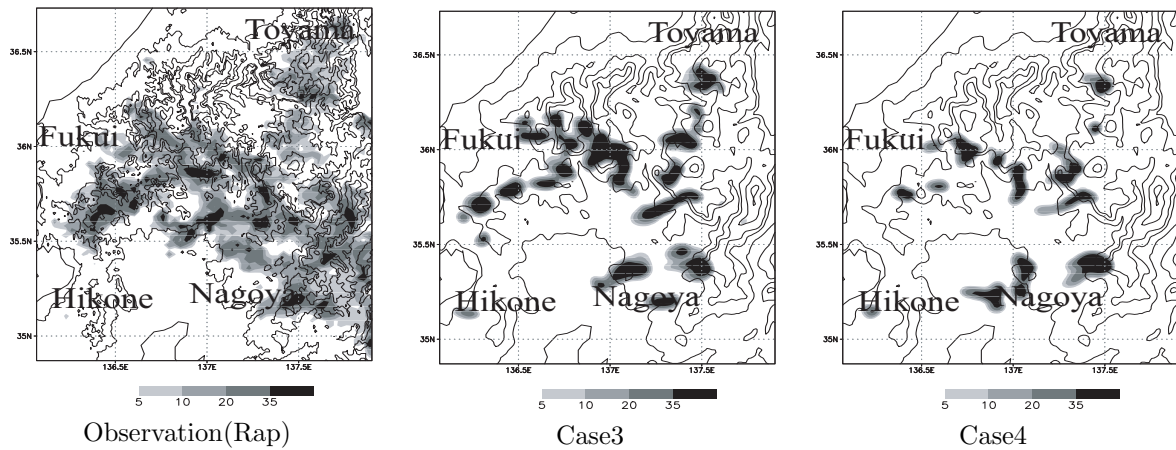 Toyama
36.5N
Fukui
36N
35.5N
Hikone
Nagoya
35N
136.5E
137E
137.5E
5 10 20 35
Observation(Rap)
Toyama
36.5N
Fukui
36N
35.5N
Hikone
Nagoya
35N
136.5E
137E
137.5E
5 10 20 35
Case3
Toyama
36.5N
Fukui
36N
35.5N
Hikone
Nagoya
35N
136.5E
137E
137.5E
5 10 20 35
Case4